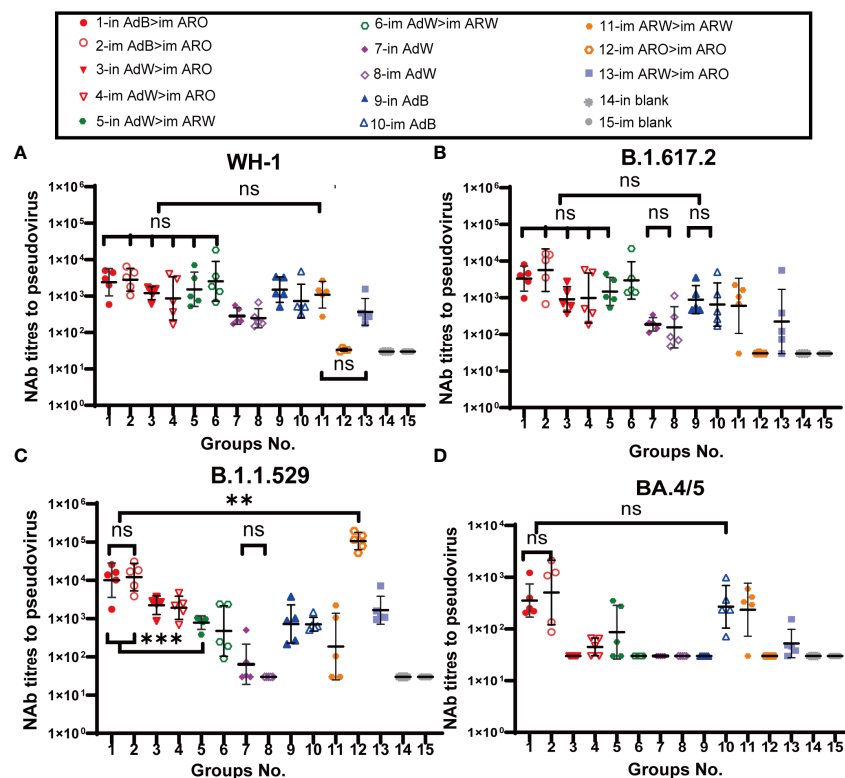 1-in AdB>im ARO
2-im AdB>im ARO
3-in AdW>im ARO
4-im AdW>im ARO
5-in AdW>im ARW
6-im AdW>im ARW
7-in AdW
8-im AdW
9-in AdB
10-im AdB
11-im ARW>im ARW
12-im ARO>im ARO
13-im ARW>im ARO
14-in blank
15-im blank
A
WH-1
NAb titres to pseudovirus
1×10⁶
1×10⁵
1×10⁴
1×10³
1×10²
1×10¹
1×10⁰
ns
ns
ns
1 2 3 4 5 6 7 8 9 10 11 12 13 14 15
Groups No.
B
B.1.617.2
NAb titres to pseudovirus
1×10⁶
1×10⁵
1×10⁴
1×10³
1×10²
1×10¹
1×10⁰
ns
ns
ns
ns
1 2 3 4 5 6 7 8 9 10 11 12 13 14 15
Groups No.
C
B.1.1.529
NAb titres to pseudovirus
1×10⁶
1×10⁵
1×10⁴
1×10³
1×10²
1×10¹
1×10⁰
**
ns
ns
***
1 2 3 4 5 6 7 8 9 10 11 12 13 14 15
Groups No.
D
BA.4/5
NAb titres to pseudovirus
1×10⁴
1×10³
1×10²
1×10¹
1×10⁰
ns
ns
1 2 3 4 5 6 7 8 9 10 11 12 13 14 15
Groups No.